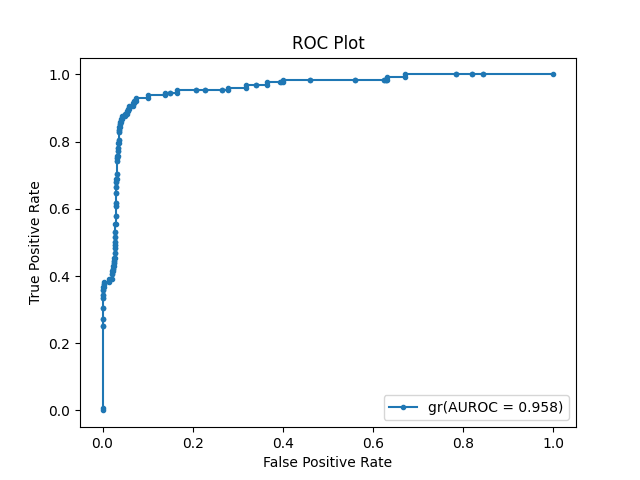 ROC Plot
True Positive Rate
1.0
0.8
0.6
0.4
0.2
0.0
gr(AUROC = 0.958)
0.0 0.2 0.4 0.6 0.8 1.0
False Positive Rate